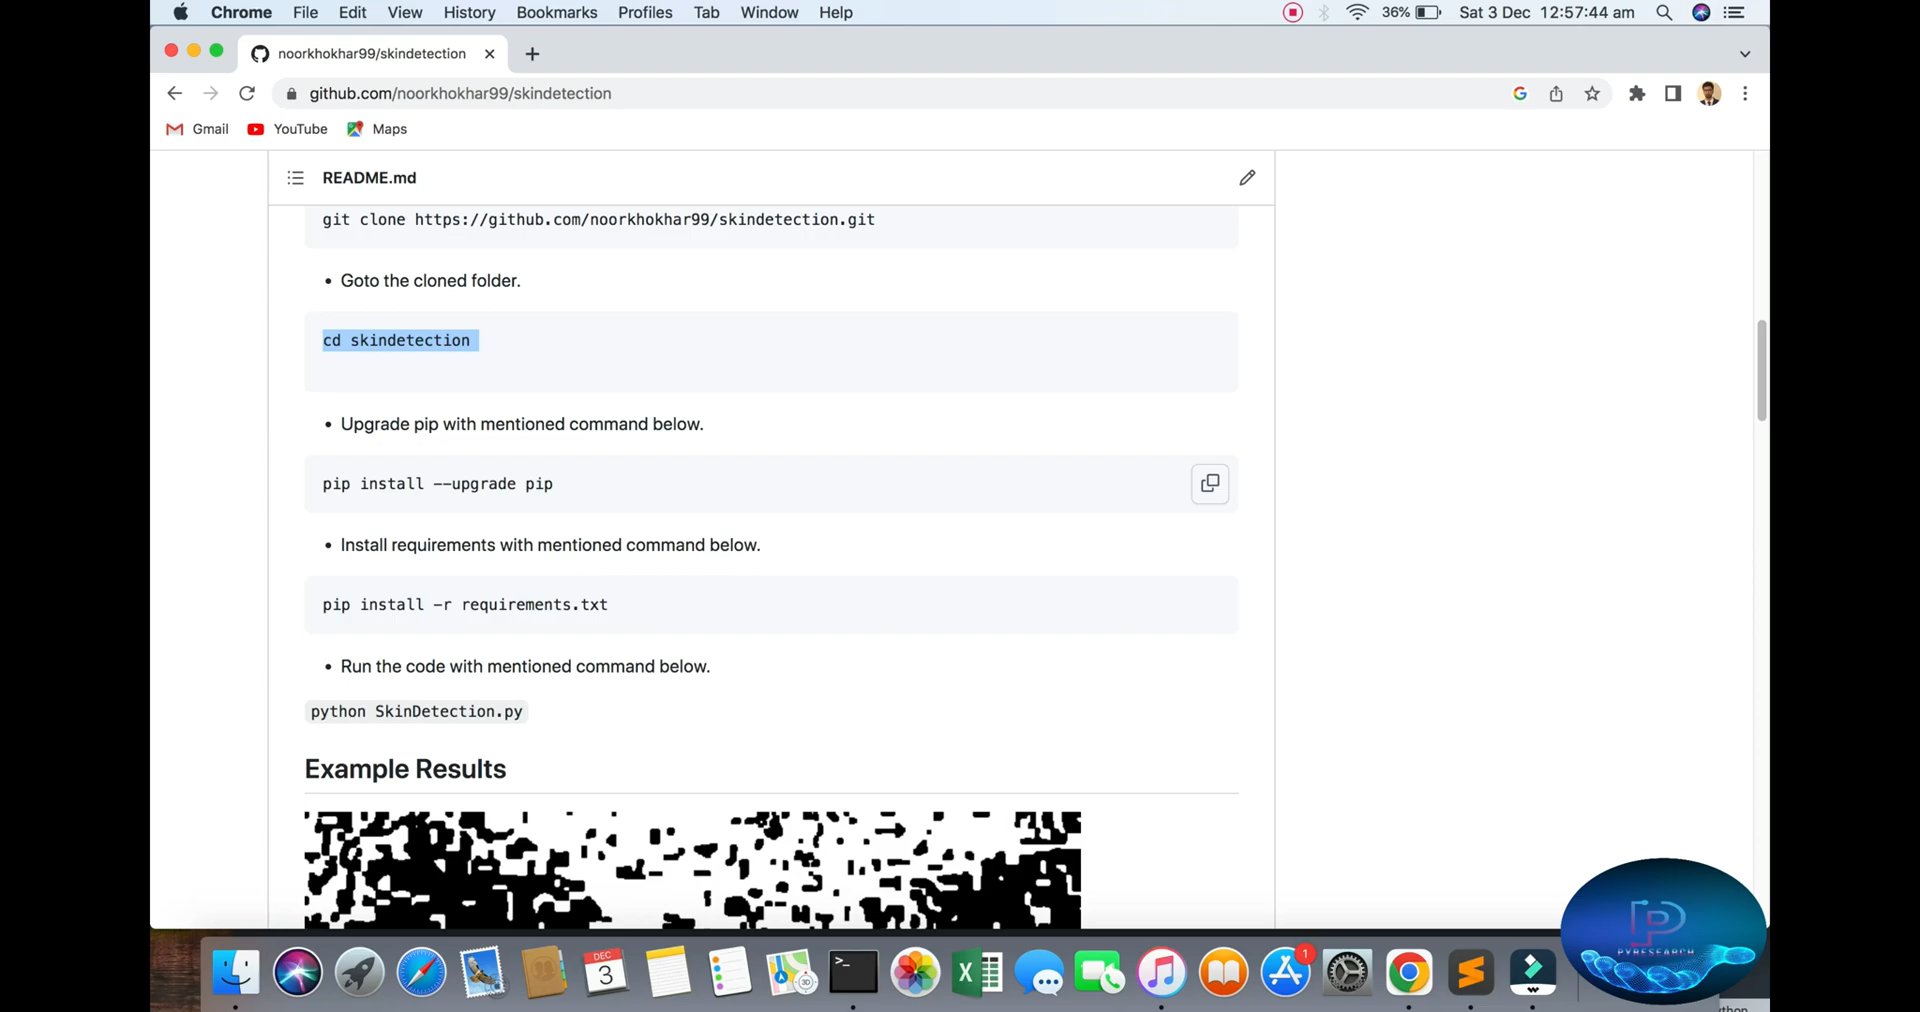 Chrome File Edit View History Bookmarks Profiles Tab Window Help 36% Sat 3 Dec 12:57:44 am
noorkhokhar99/skindetection
github.com/noorkhokhar99/skindetection
Gmail YouTube Maps
README.md
git clone https://github.com/noorkhokhar99/skindetection.git
• Goto the cloned folder.
cd skindetection
• Upgrade pip with mentioned command below.
pip install --upgrade pip
• Install requirements with mentioned command below.
pip install -r requirements.txt
• Run the code with mentioned command below.
python SkinDetection.py
Example Results
PYRESEARCH
DEC
3
1